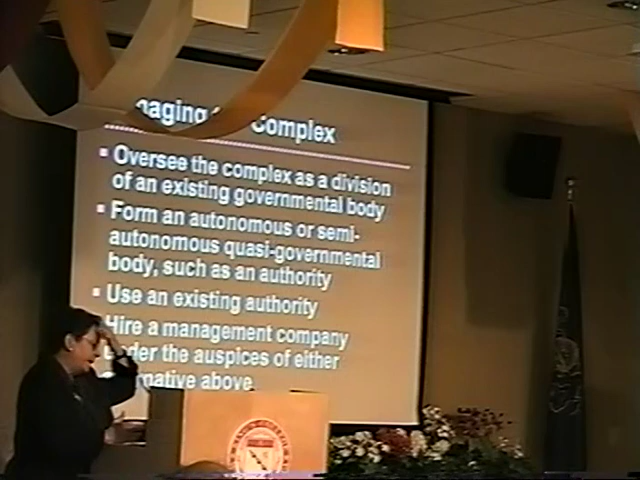 Complex
▪ Oversee the complex as a division
of an existing governmental body
▪ Form an autonomous or semi-
autonomous quasi-governmental
body, such as an authority
▪ Use an existing authority
Hire a management company
the auspices of either
above